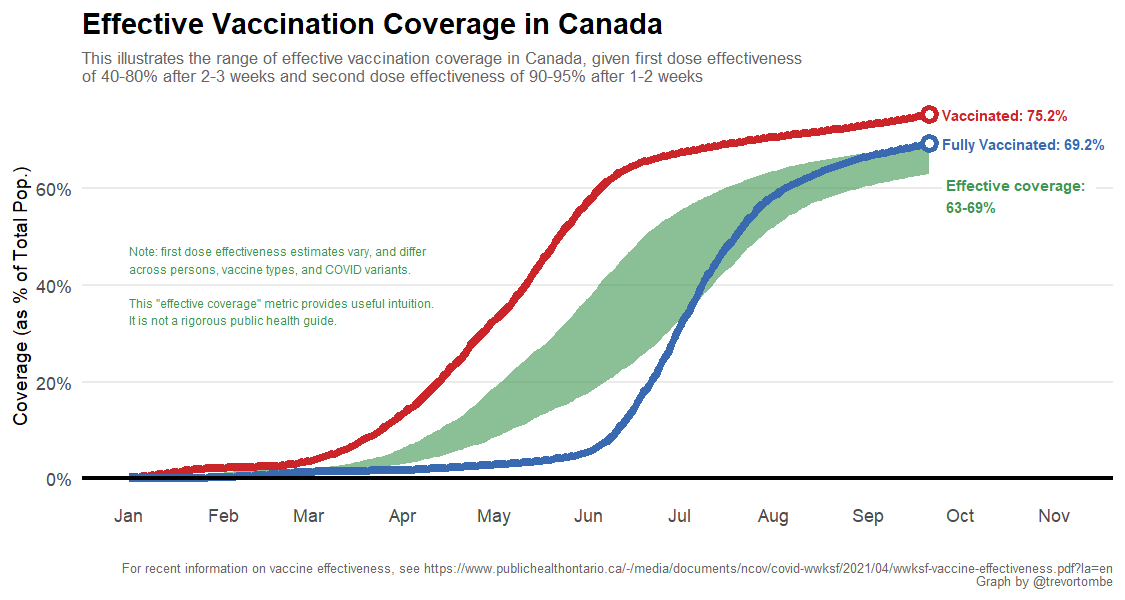 Effective Vaccination Coverage in Canada
This illustrates the range of effective vaccination coverage in Canada, given first dose effectiveness
of 40-80% after 2-3 weeks and second dose effectiveness of 90-95% after 1-2 weeks
Vaccinated: 75.2%
Fully Vaccinated: 69.2%
Effective coverage:
63-69%
Coverage (as % of Total Pop.)
60%
40%
20%
0%
Note: first dose effectiveness estimates vary, and differ
across persons, vaccine types, and COVID variants.
This "effective coverage" metric provides useful intuition.
It is not a rigorous public health guide.
Jan Feb Mar Apr May Jun Jul Aug Sep Oct Nov
For recent information on vaccine effectiveness, see https://www.publichealthontario.ca/-/media/documents/ncov/covid-wwksf/2021/04/wwksf-vaccine-effectiveness.pdf?la=en
Graph by @trevortombe